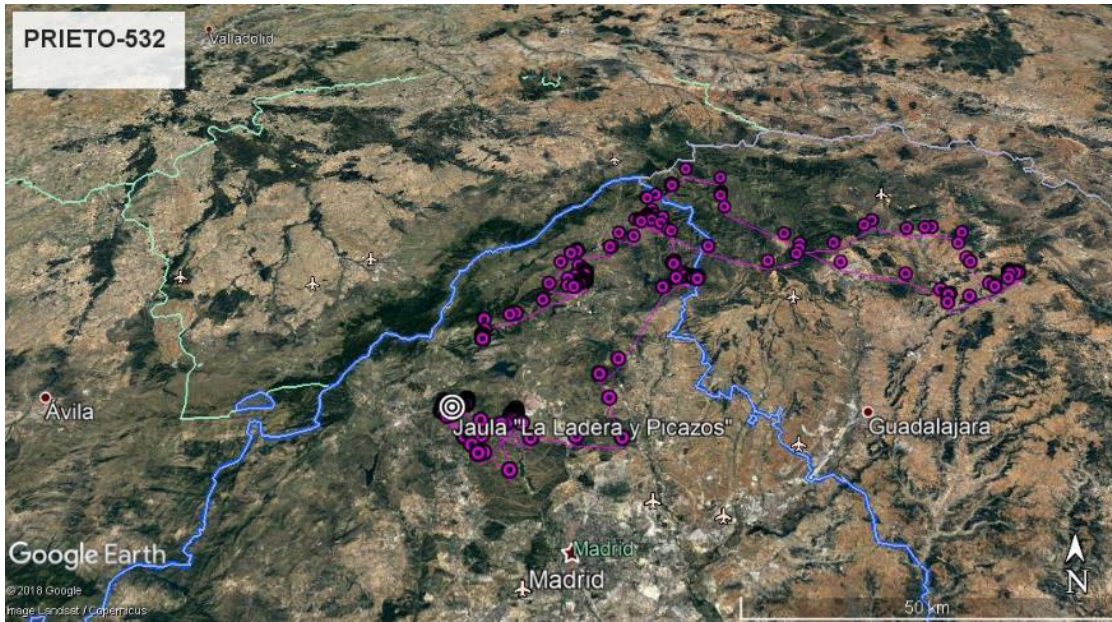 PRIETO-532
Valladolid
Ávila
Jaula "La Ladera y Picazos"
Guadalajara
Madrid
Madrid
Google Earth
© 2018 Google
Image Landsat / Copernicus
N
50 km